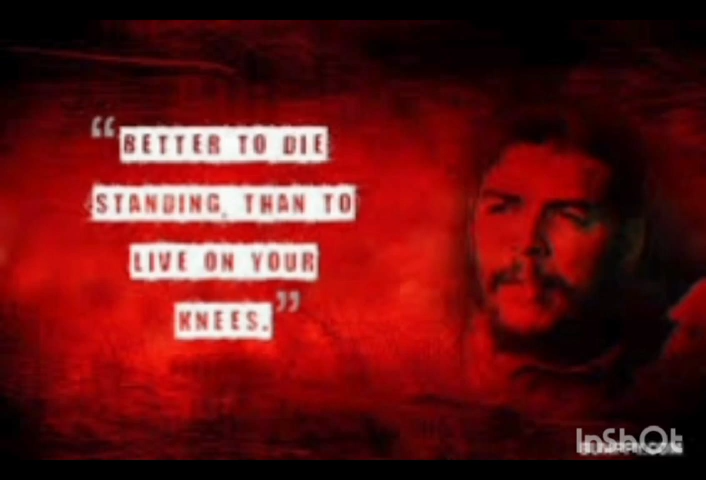 “BETTER TO DIE
STANDING, THAN TO
LIVE ON YOUR
KNEES.”
InShOt